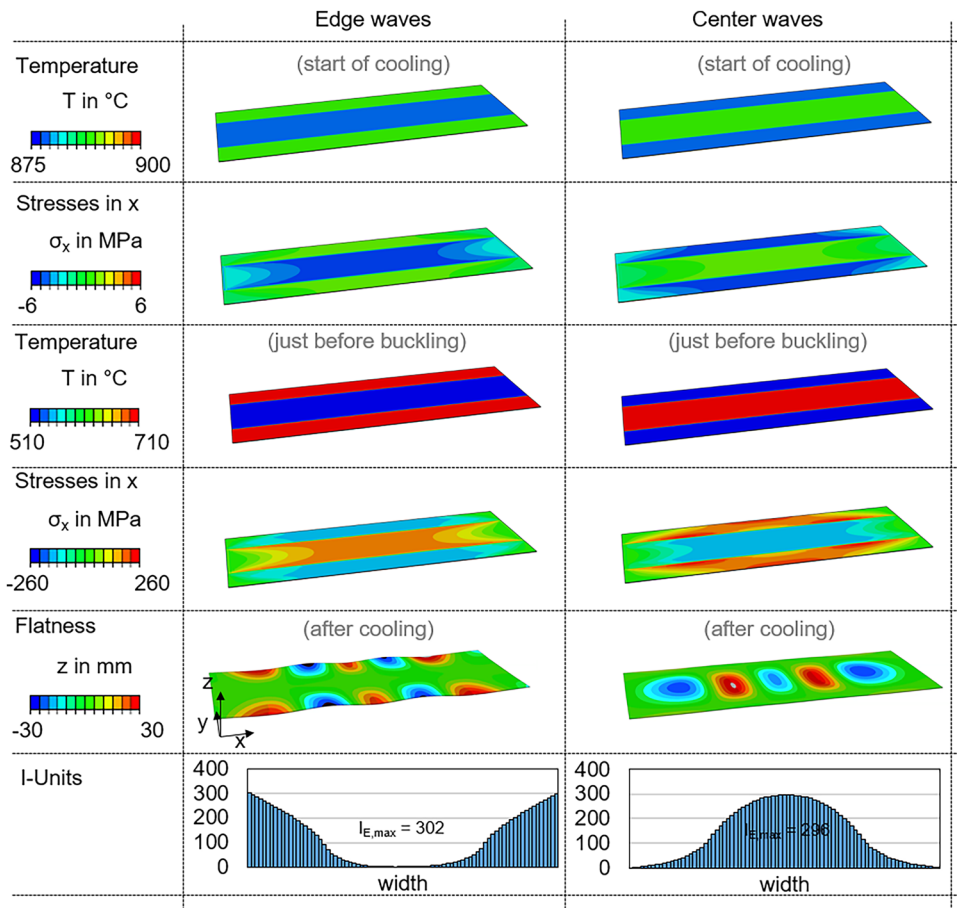 Edge waves
Center waves
Temperature
T in °C
875
900
(start of cooling)
(start of cooling)
Stresses in x
σx in MPa
-6
6
Temperature
T in °C
510
710
(just before buckling)
(just before buckling)
Stresses in x
σx in MPa
-260
260
Flatness
z in mm
-30
30
(after cooling)
z
y
x
(after cooling)
I-Units
400
300
200
100
0
IE,max = 302
width
400
300
200
100
0
IE,max = 296
width